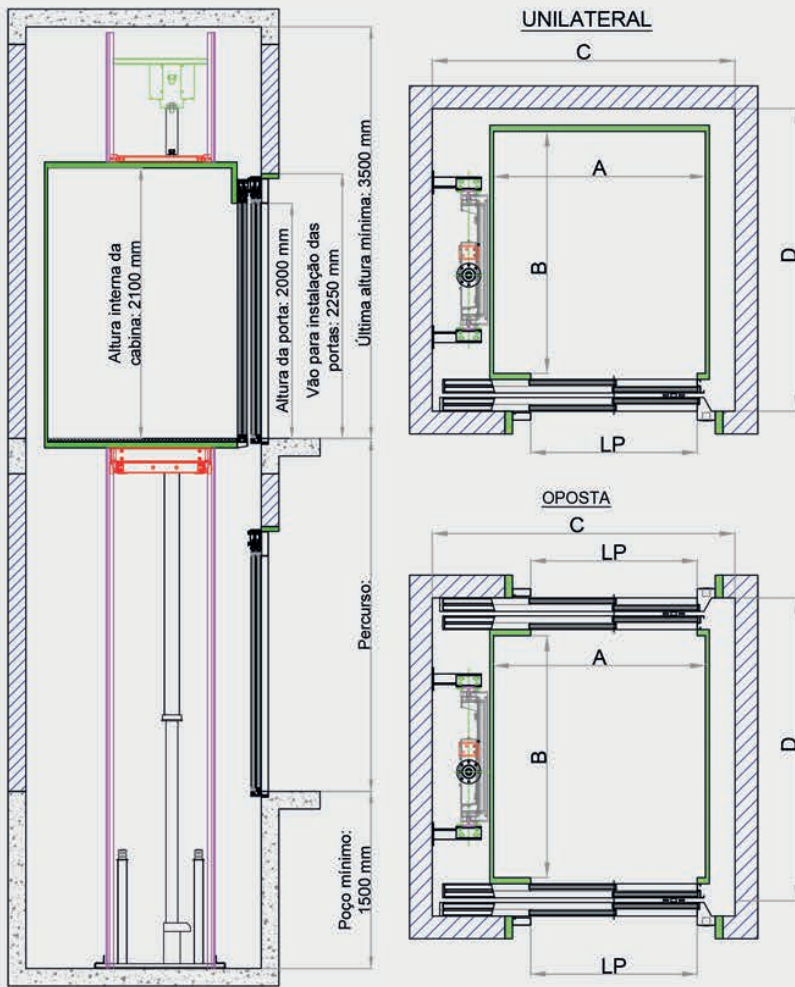 Altura interna da
cabina: 2100 mm
Altura da porta: 2000 mm
Vão para instalação das
portas: 2250 mm
Última altura mínima: 3500 mm
Percurso:
Poço mínimo:
1500 mm
UNILATERAL
C
A
B
D
LP
OPOSTA
C
LP
A
B
D
LP